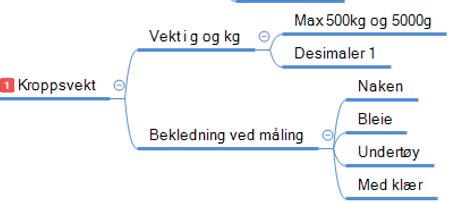 Max 500kg og 5000g
Vekt i g og kg
Desimaler 1
1 Kroppsvekt
Naken
Bleie
Bekledning ved måling
Undertøy
Med klær